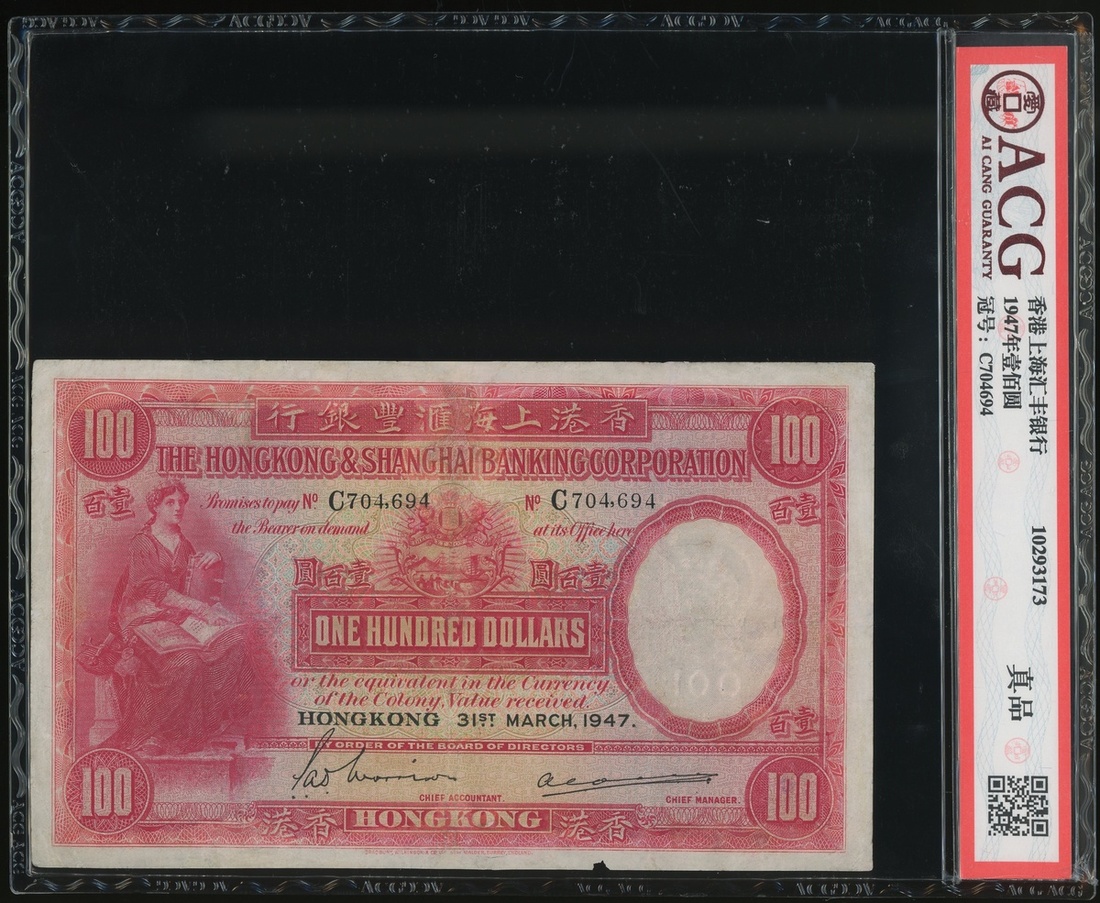 100
行銀豐滙海上港香
100
THE HONGKONG & SHANGHAI BANKING CORPORATION
百壹
Promises to pay Nº C704,694
Nº C704,694
百壹
the Bearer on demand
at its Office here
圓百壹
圓百壹
ONE HUNDRED DOLLARS
or the equivalent in the Currency
of the Colony, Value received.
100
HONGKONG 31ST MARCH, 1947.
百壹
BY ORDER OF THE BOARD OF DIRECTORS
100
CHIEF ACCOUNTANT.
CHIEF MANAGER.
100
港香
HONGKONG
港香
ACG
AI CANG GUARANTY
香港上海汇丰银行 10293173
1947年壹佰圆
冠号：C704694
真品